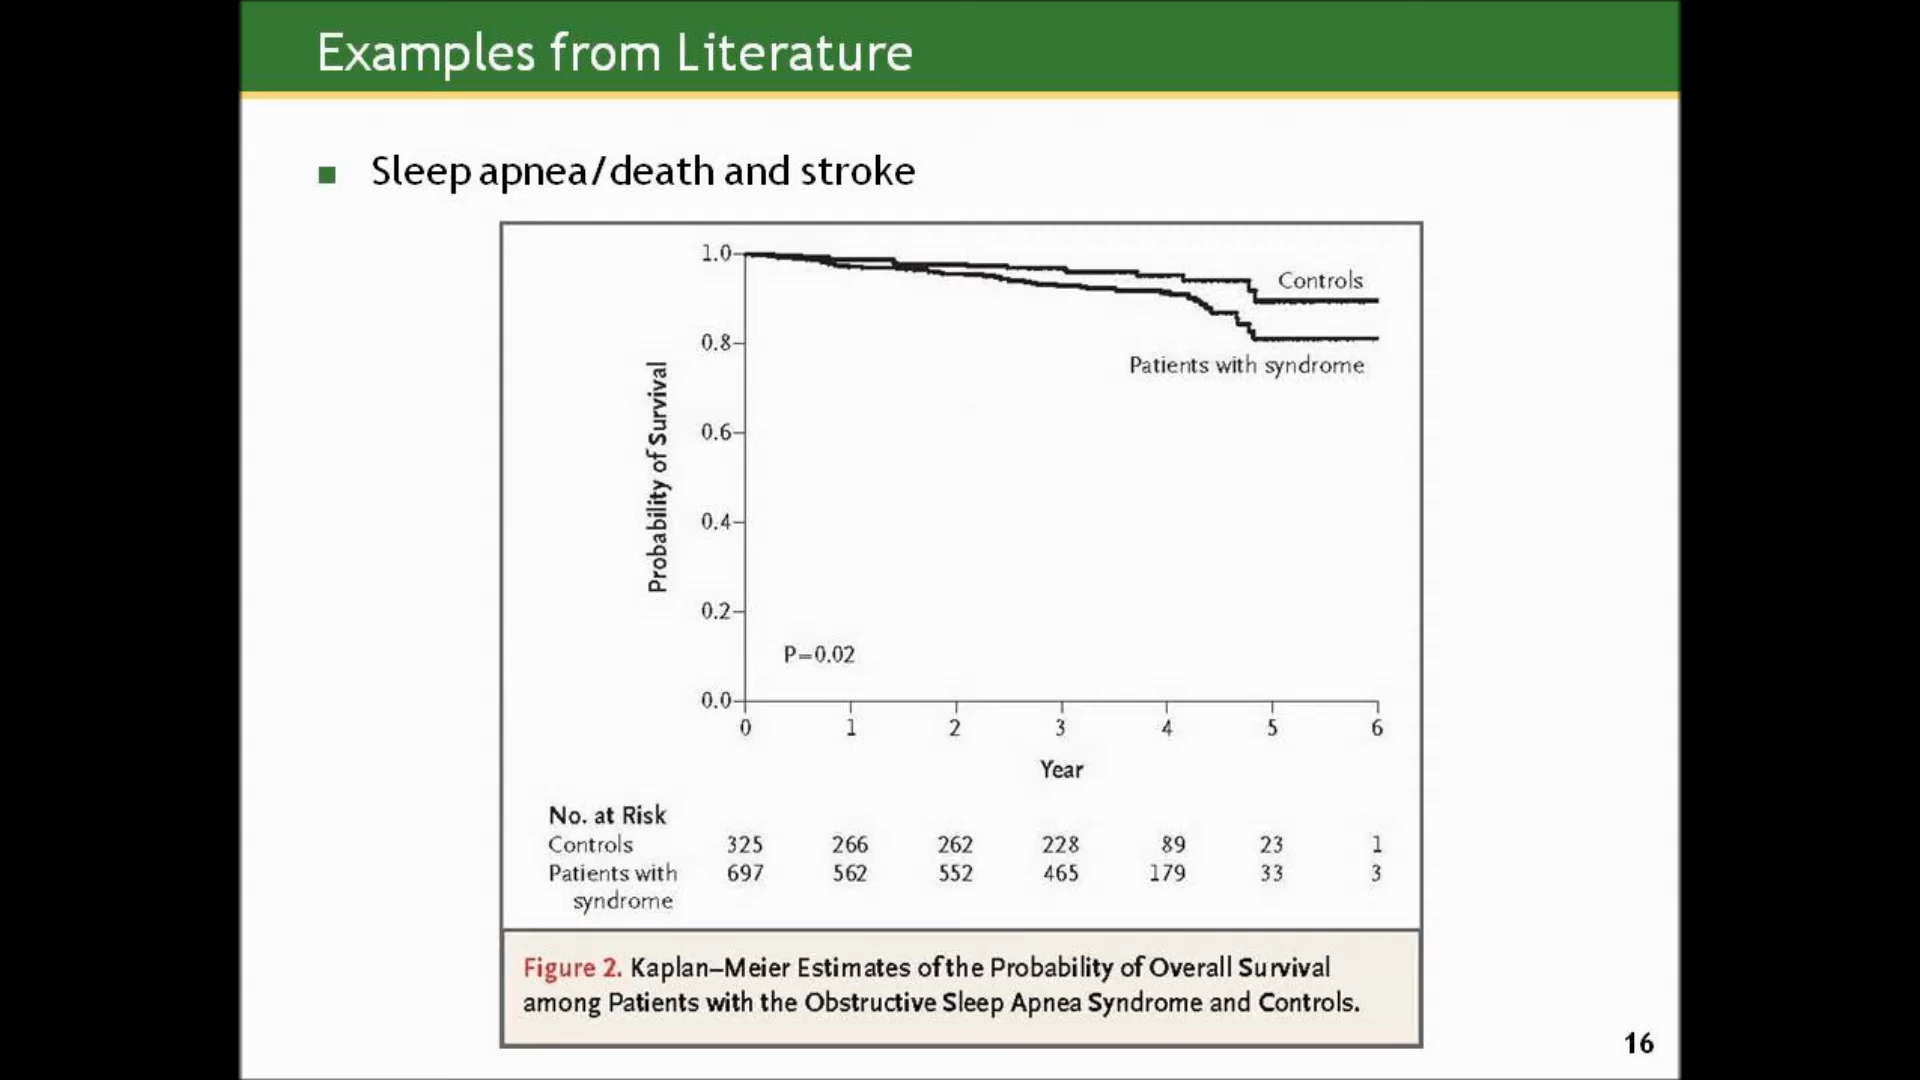 Examples from Literature
Sleep apnea/death and stroke
1.0
Controls
0.8
Patients with syndrome
0.6
0.4
0.2
P=0.02
0.0
Probability of Survival
0 1 2 3 4 5 6
Year
No. at Risk
Controls 325 266 262 228 89 23 1
Patients with 697 562 552 465 179 33 3
syndrome
Figure 2. Kaplan–Meier Estimates of the Probability of Overall Survival
among Patients with the Obstructive Sleep Apnea Syndrome and Controls.
16